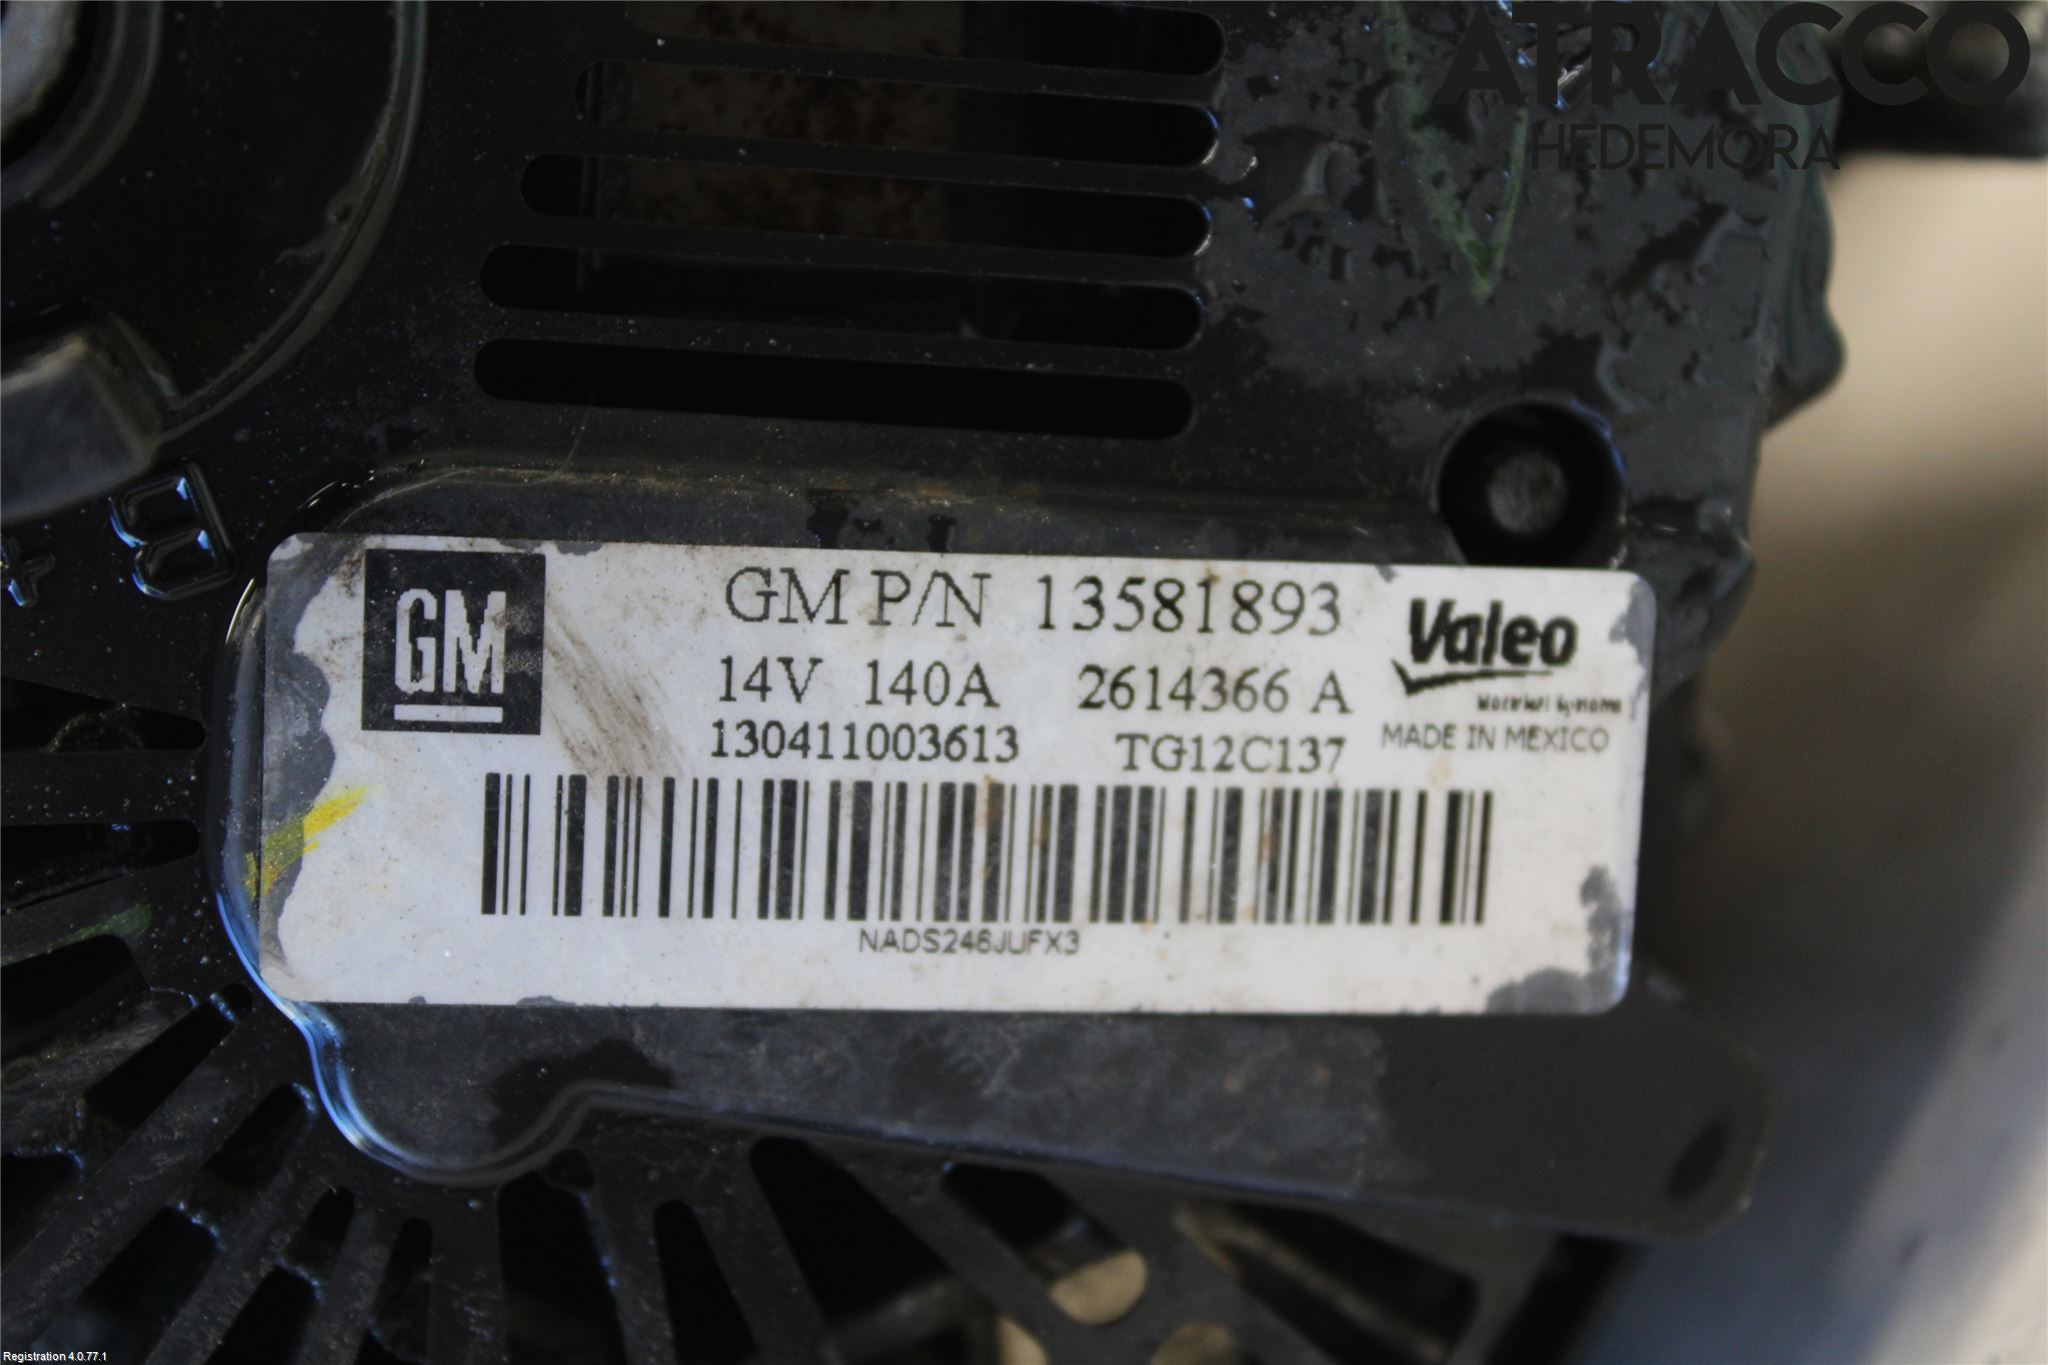 ATRACCO
HEDEMORA
B+
GM
GM P/N 13581893
Valeo
14V 140A 2614366 A
130411003613 TG12C137
MADE IN MEXICO
NADS246JUFX3
Registration 4.0.77.1